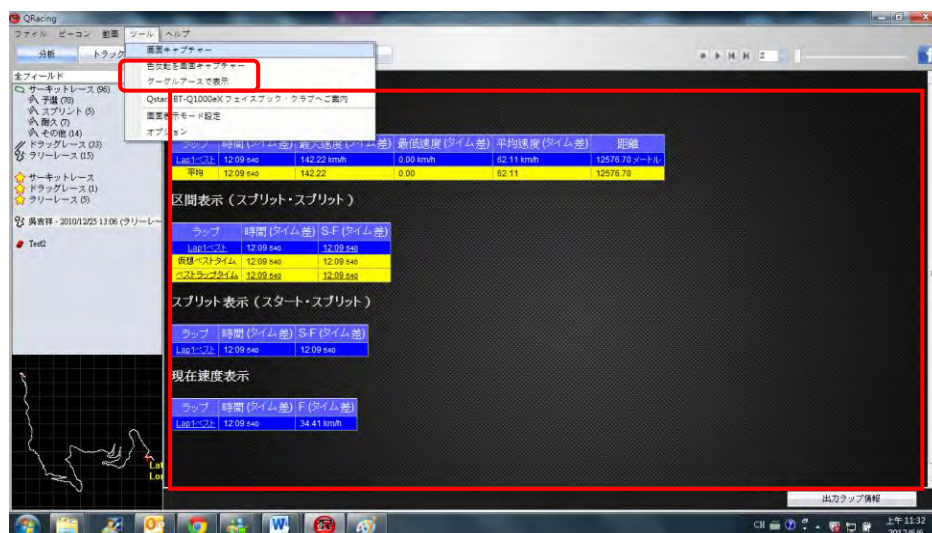 QRacing
ファイル ビーコン 動画 ツール ヘルプ
分析 トラック
画面キャプチャー
色反転を画面キャプチャー
グーグルアースで表示
Qstarz BT-Q1000eX フェイスブック・クラブへご案内
画面表示モード設定
オプション
全フィールド
サーキットレース (96)
予選 (70)
スプリント (5)
耐久 (7)
その他 (14)
ドラッグレース (33)
ラリーレース (15)
サーキットレース
ドラッグレース (1)
ラリーレース (5)
吳吉祥 - 2010/12/25 13:06 (ラリーレー
Test2
ラップ 時間 (タイム差) 最大速度 (タイム差) 最低速度 (タイム差) 平均速度 (タイム差) 距離
Lap1ベスト 12:09 540 142.22 km/h 0.00 km/h 62.11 km/h 12576.70 メートル
平均 12:09 540 142.22 0.00 62.11 12576.70
区間表示 (スプリット・スプリット)
ラップ 時間 (タイム差) S-F (タイム差)
Lap1ベスト 12:09 540 12:09 540
仮想ベストタイム 12:09 540 12:09 540
ベストラップタイム 12:09 540 12:09 540
スプリット表示 (スタート・スプリット)
ラップ 時間 (タイム差) S-F (タイム差)
Lap1ベスト 12:09 540 12:09 540
現在速度表示
ラップ 時間 (タイム差) F (タイム差)
Lap1ベスト 12:09 540 34.41 km/h
Lat
Lon
出力ラップ情報
CH
上午 11:32
2012/6/6